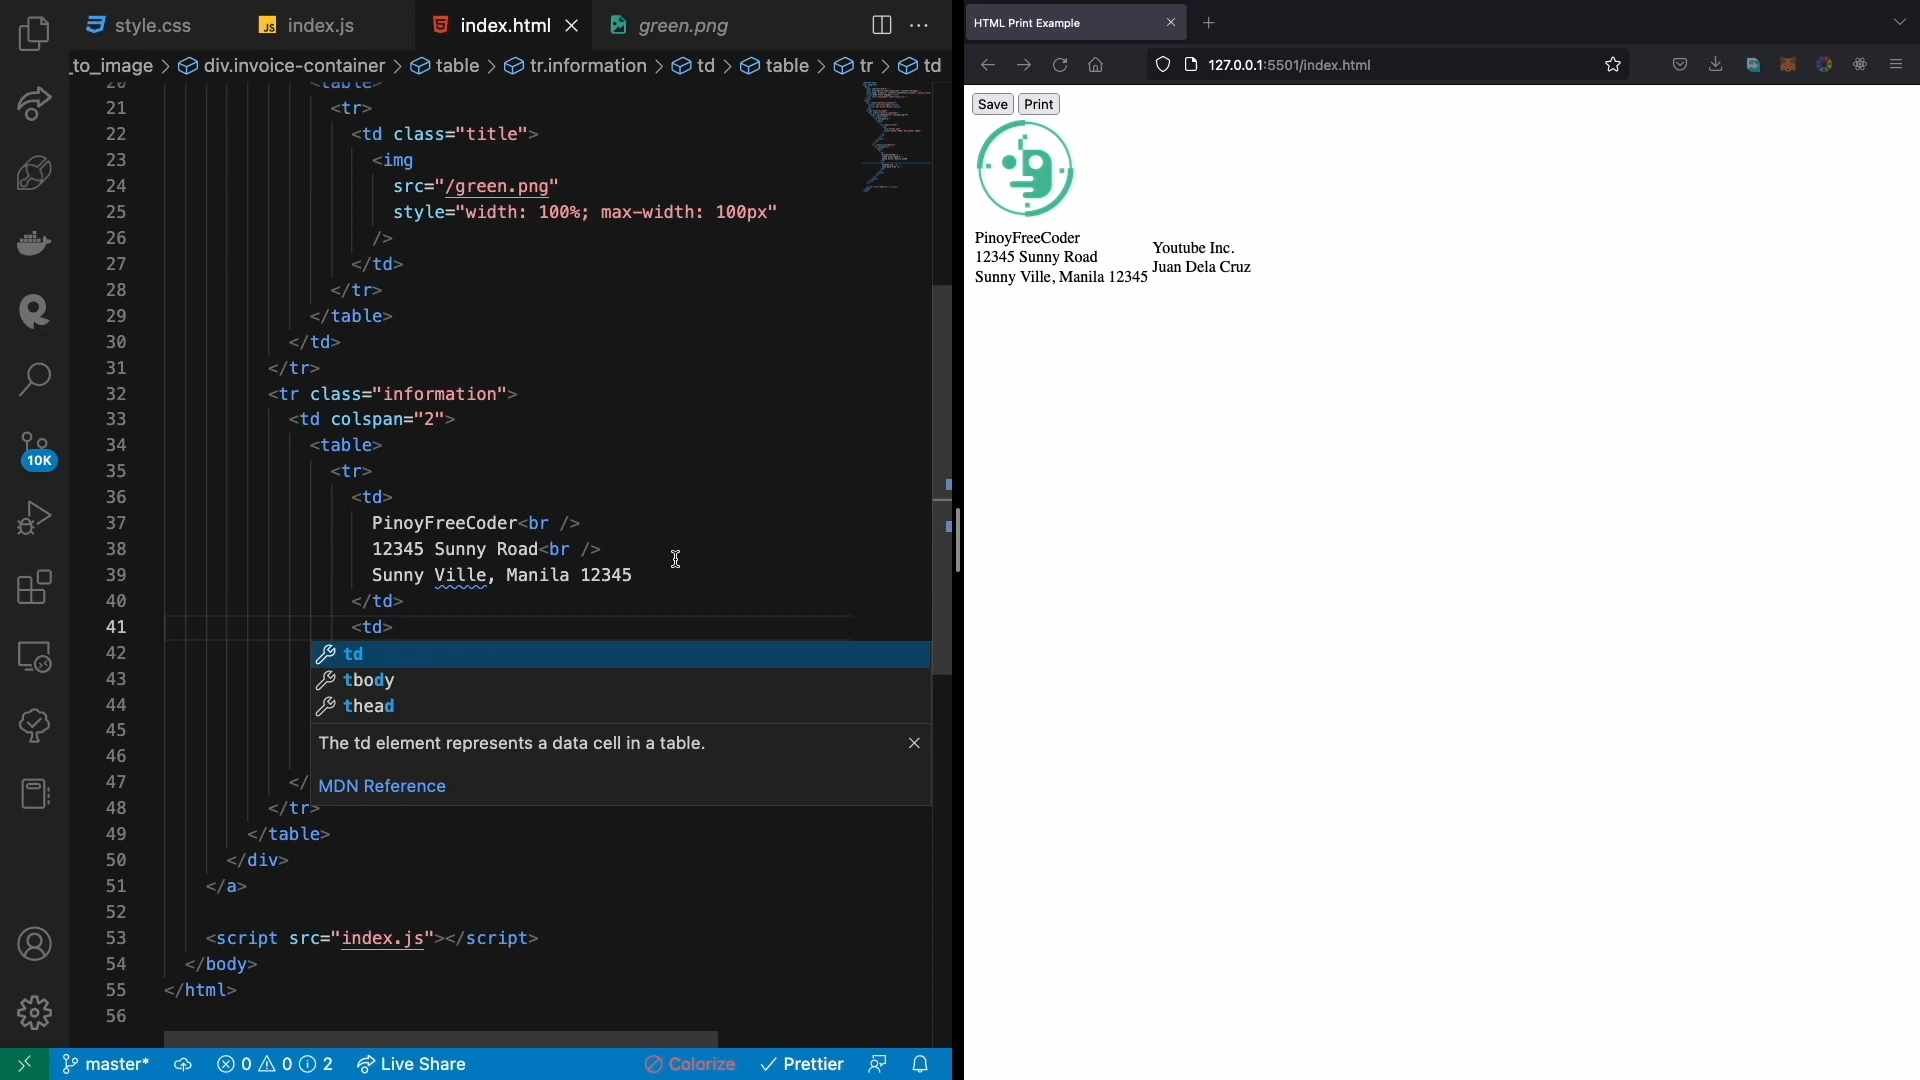 style.css
index.js
index.html
green.png
_to_image > div.invoice-container > table > tr.information > td > table > tr > td
21 <tr>
22 <td class="title">
23 <img
24 src="/green.png"
25 style="width: 100%; max-width: 100px"
26 />
27 </td>
28 </tr>
29 </table>
30 </td>
31 </tr>
32 <tr class="information">
33 <td colspan="2">
34 <table>
35 <tr>
36 <td>
37 PinoyFreeCoder<br />
38 12345 Sunny Road<br />
39 Sunny Ville, Manila 12345
40 </td>
41 <td>
42
43
44
45
46
47 </
48 </tr>
49 </table>
50 </div>
51 </a>
52
53 <script src="index.js"></script>
54 </body>
55 </html>
56
td
tbody
thead
The td element represents a data cell in a table.
MDN Reference
10K
master* 0 0 2 Live Share Colorize Prettier
HTML Print Example
127.0.0.1:5501/index.html
Save Print
PinoyFreeCoder
12345 Sunny Road
Sunny Ville, Manila 12345
Youtube Inc.
Juan Dela Cruz